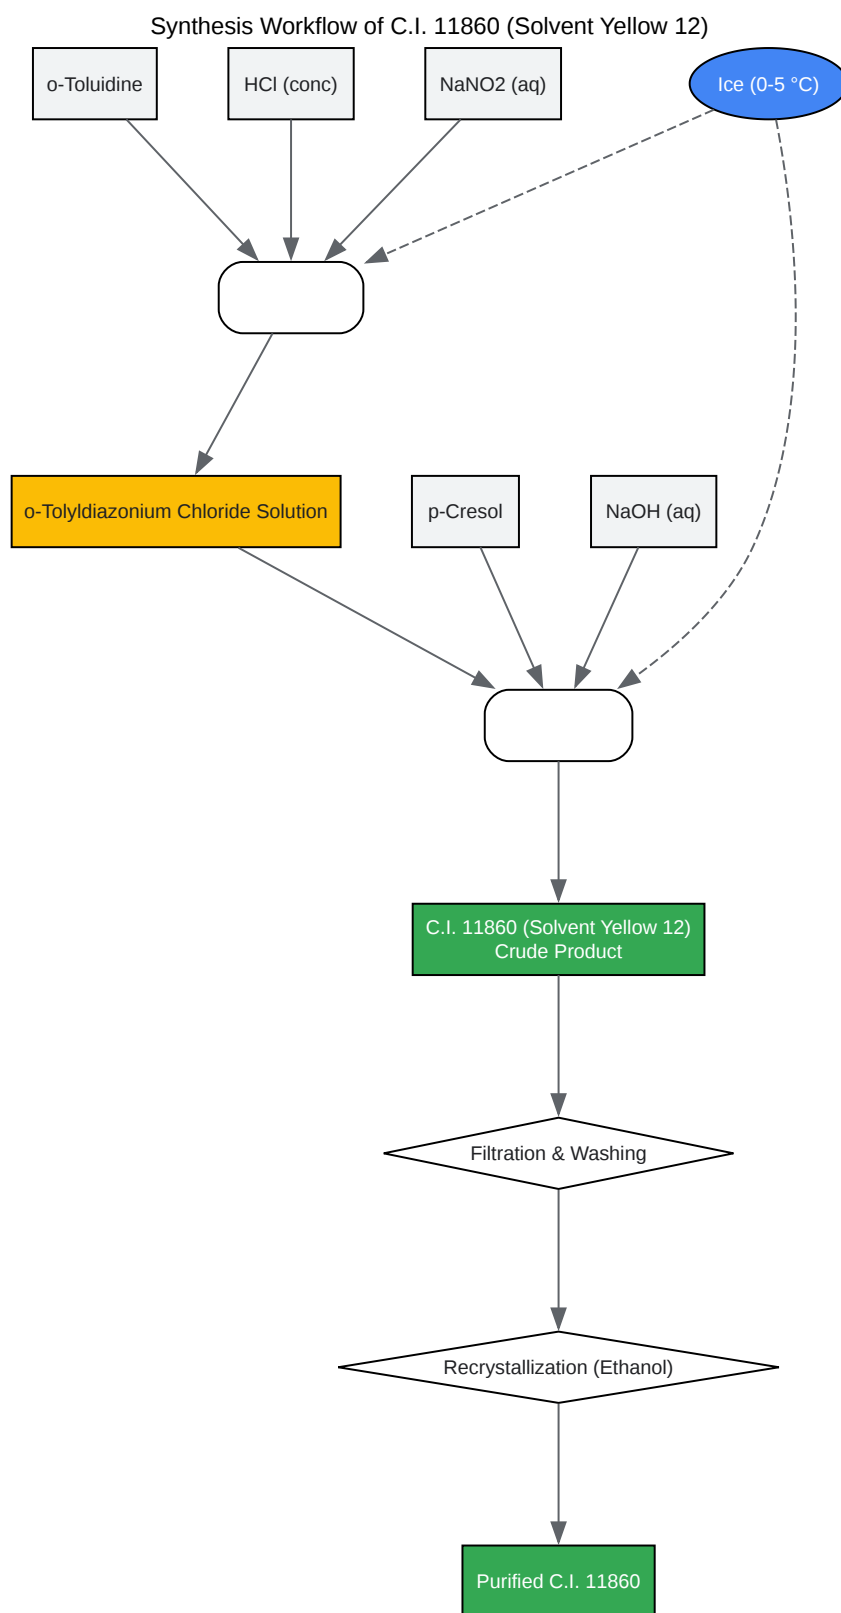 Synthesis Workflow of C.I. 11860 (Solvent Yellow 12)
o-Toluidine
HCl (conc)
NaNO2 (aq)
Ice (0-5 °C)
o-Tolyldiazonium Chloride Solution
p-Cresol
NaOH (aq)
C.I. 11860 (Solvent Yellow 12)
Crude Product
Filtration & Washing
Recrystallization (Ethanol)
Purified C.I. 11860